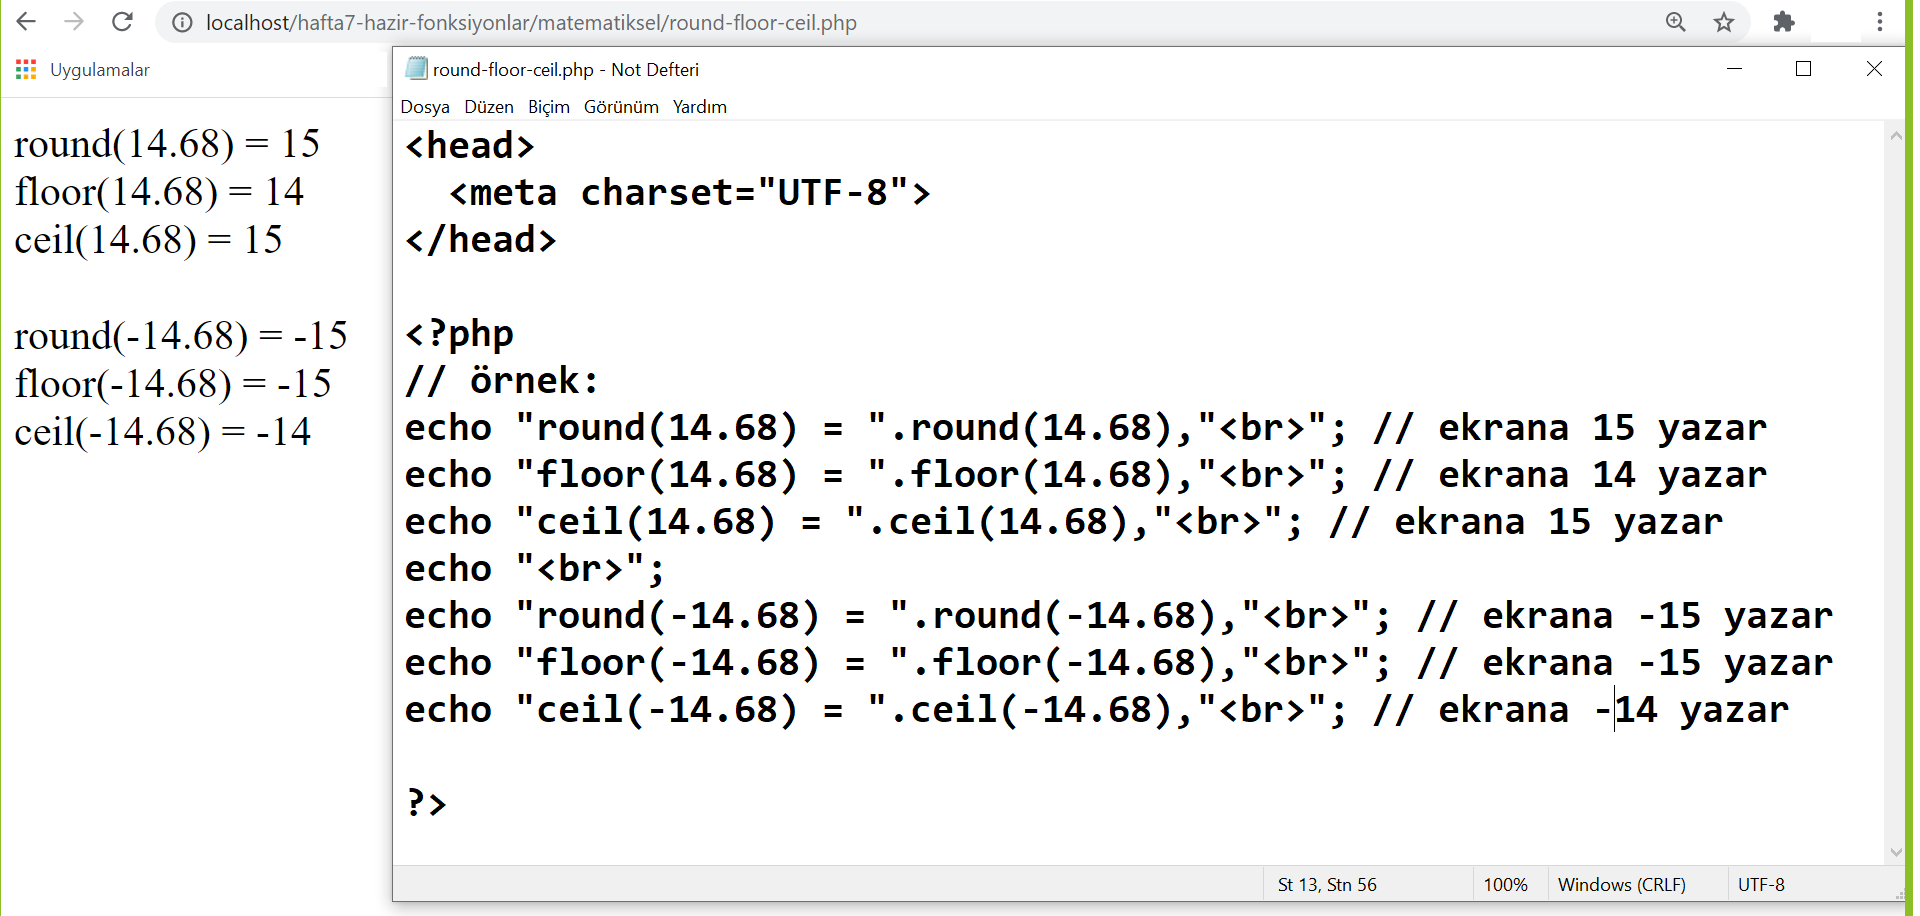 localhost/hafta7-hazir-fonksiyonlar/matematiksel/round-floor-ceil.php
Uygulamalar
round(14.68) = 15
floor(14.68) = 14
ceil(14.68) = 15
round(-14.68) = -15
floor(-14.68) = -15
ceil(-14.68) = -14
round-floor-ceil.php - Not Defteri
Dosya Düzen Biçim Görünüm Yardım
<head>
  <meta charset="UTF-8">
</head>
<?php
// örnek:
echo "round(14.68) = ".round(14.68),"<br>"; // ekrana 15 yazar
echo "floor(14.68) = ".floor(14.68),"<br>"; // ekrana 14 yazar
echo "ceil(14.68) = ".ceil(14.68),"<br>"; // ekrana 15 yazar
echo "<br>";
echo "round(-14.68) = ".round(-14.68),"<br>"; // ekrana -15 yazar
echo "floor(-14.68) = ".floor(-14.68),"<br>"; // ekrana -15 yazar
echo "ceil(-14.68) = ".ceil(-14.68),"<br>"; // ekrana -14 yazar
?>
St 13, Stn 56 100% Windows (CRLF) UTF-8